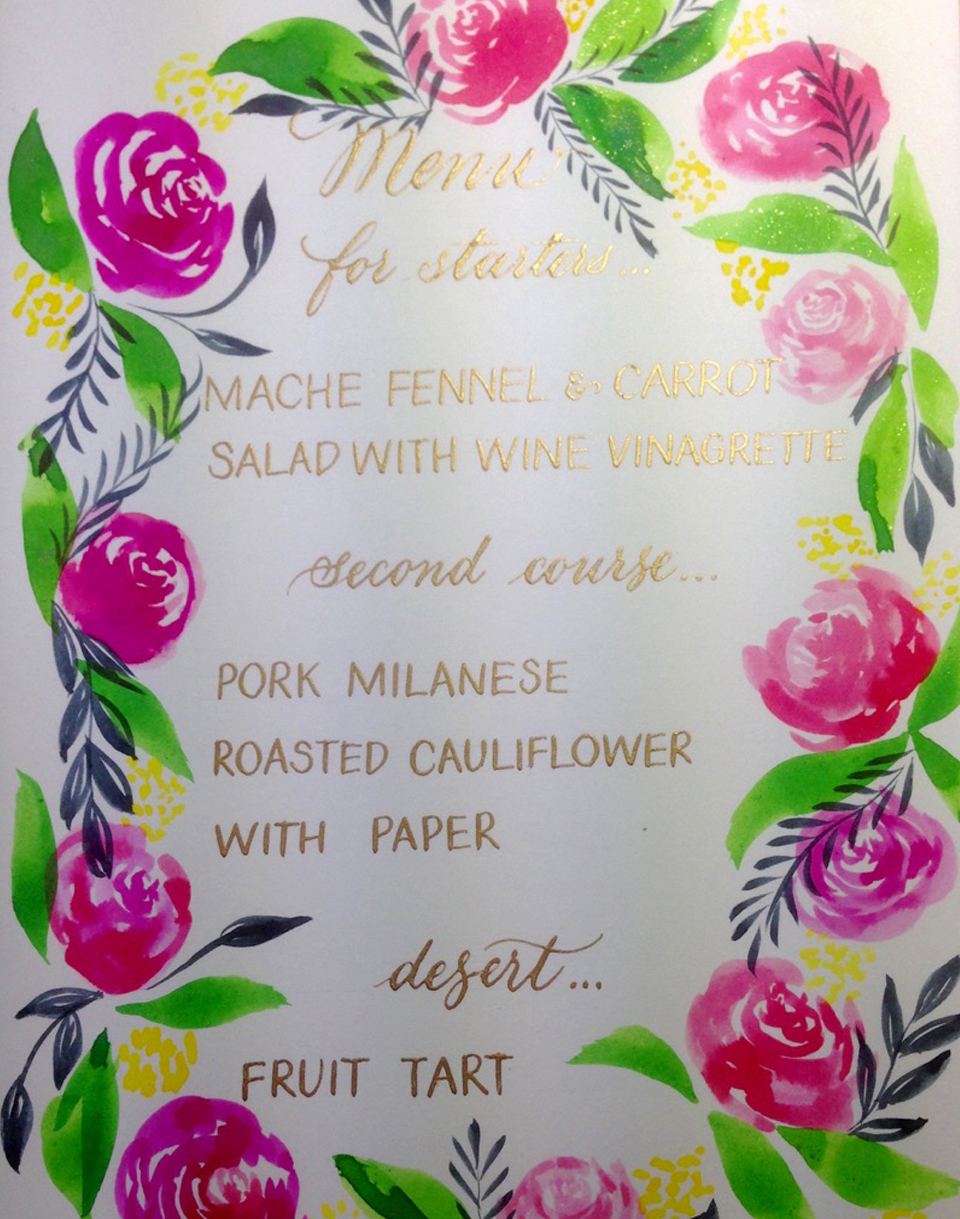 Menu
for starters...
MACHE FENNEL & CARROT
SALAD WITH WINE VINAGRETTE
second course...
PORK MILANESE
ROASTED CAULIFLOWER
WITH PAPER
desert...
FRUIT TART